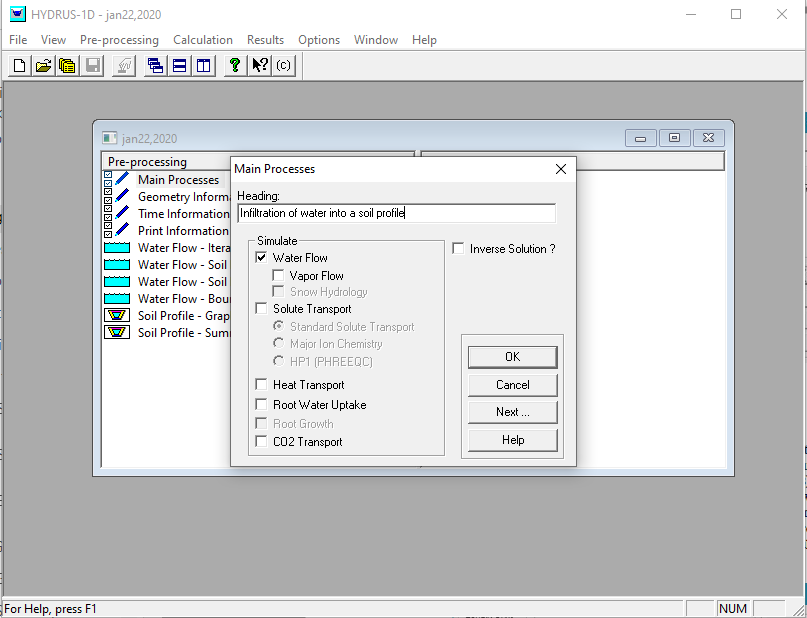 HYDRUS-1D - jan22,2020
File View Pre-processing Calculation Results Options Window Help
? ? (c)
jan22,2020
Pre-processing
Main Processes
Geometry Informa
Time Information
Print Information
Water Flow - Itera
Water Flow - Soil
Water Flow - Soil
Water Flow - Bou
Soil Profile - Grap
Soil Profile - Sum
Main Processes
Heading:
Infiltration of water into a soil profile
Simulate
Water Flow
Vapor Flow
Snow Hydrology
Solute Transport
Standard Solute Transport
Major Ion Chemistry
HP1 (PHREEQC)
Heat Transport
Root Water Uptake
Root Growth
CO2 Transport
Inverse Solution ?
OK
Cancel
Next ...
Help
For Help, press F1
NUM